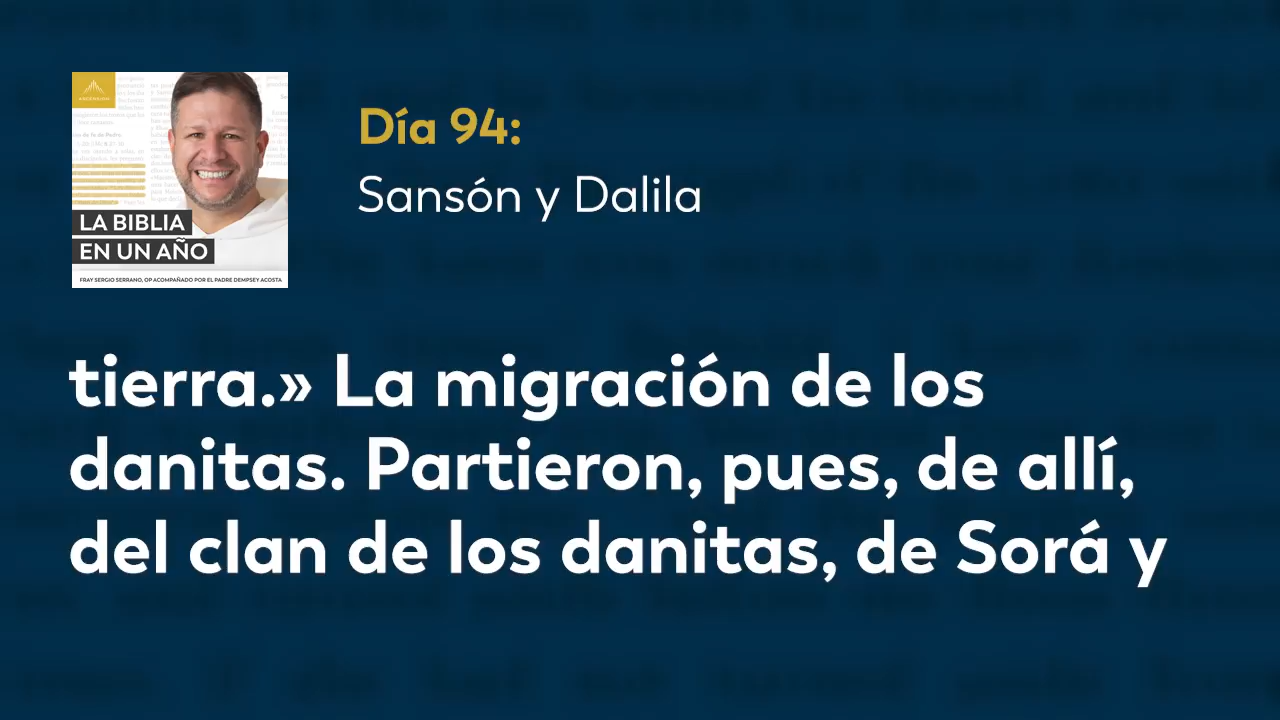 ASCENSION
LA BIBLIA
EN UN AÑO
FRAY SERGIO SERRANO, OP ACOMPAÑADO POR EL PADRE DEMPSEY ACOSTA
Día 94:
Sansón y Dalila
tierra.» La migración de los
danitas. Partieron, pues, de allí,
del clan de los danitas, de Sorá y